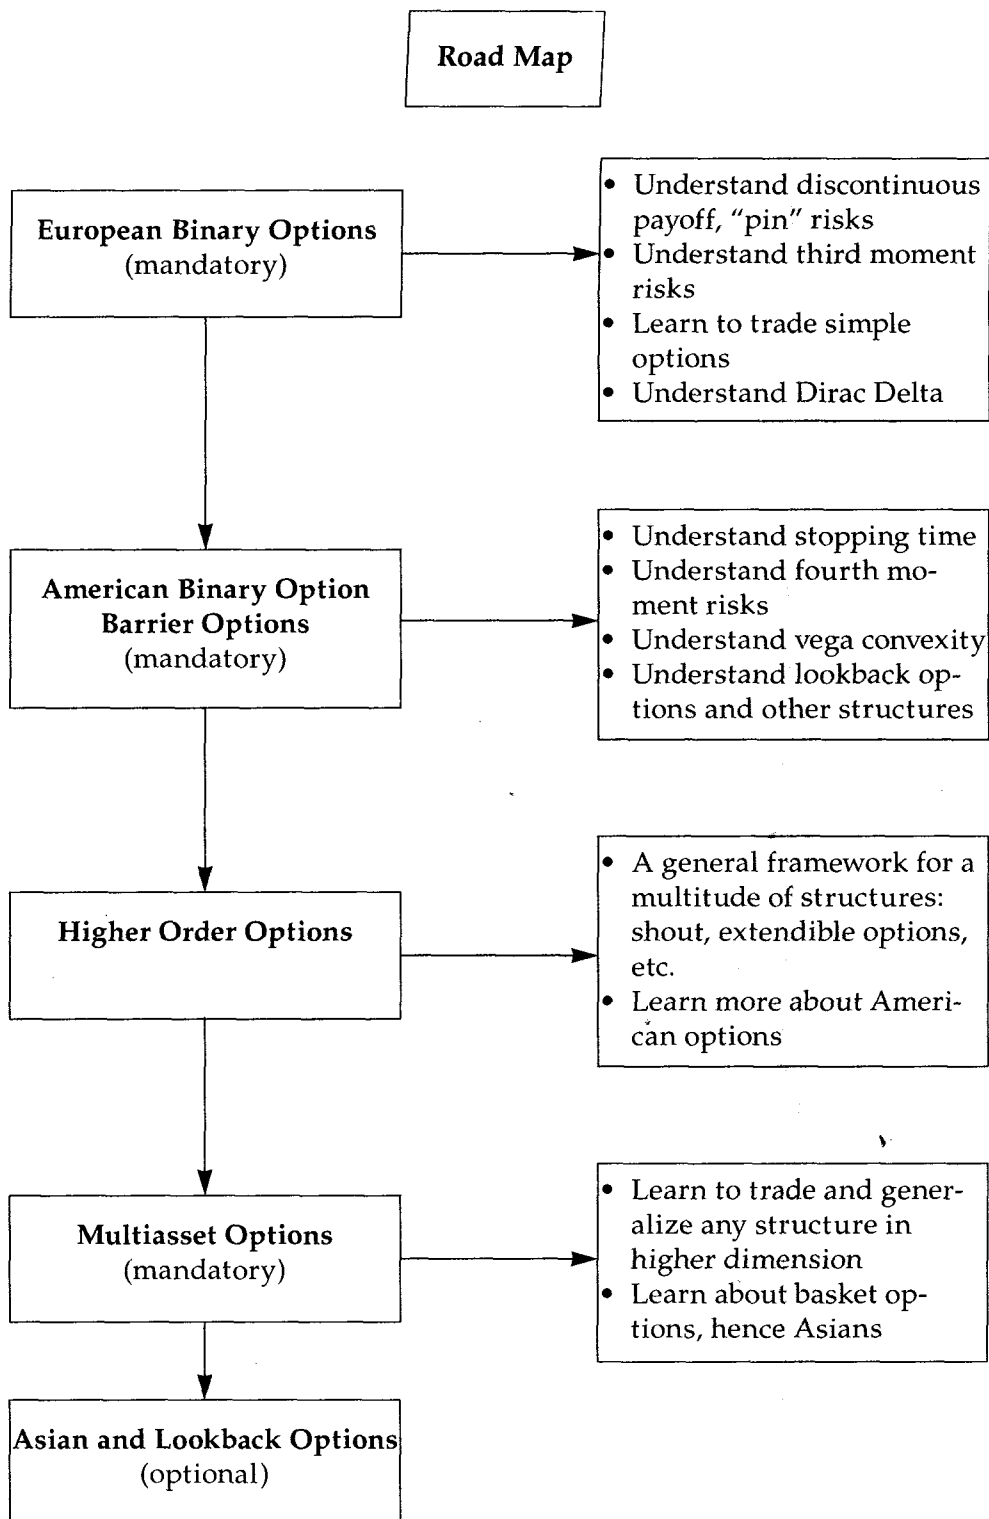 Road Map
European Binary Options
(mandatory)
• Understand discontinuous
payoff, “pin” risks
• Understand third moment
risks
• Learn to trade simple
options
• Understand Dirac Delta
American Binary Option
Barrier Options
(mandatory)
• Understand stopping time
• Understand fourth mo-
ment risks
• Understand vega convexity
• Understand lookback op-
tions and other structures
Higher Order Options
• A general framework for a
multitude of structures:
shout, extendible options,
etc.
• Learn more about Ameri-
can options
Multiasset Options
(mandatory)
• Learn to trade and gener-
alize any structure in
higher dimension
• Learn about basket op-
tions, hence Asians
Asian and Lookback Options
(optional)